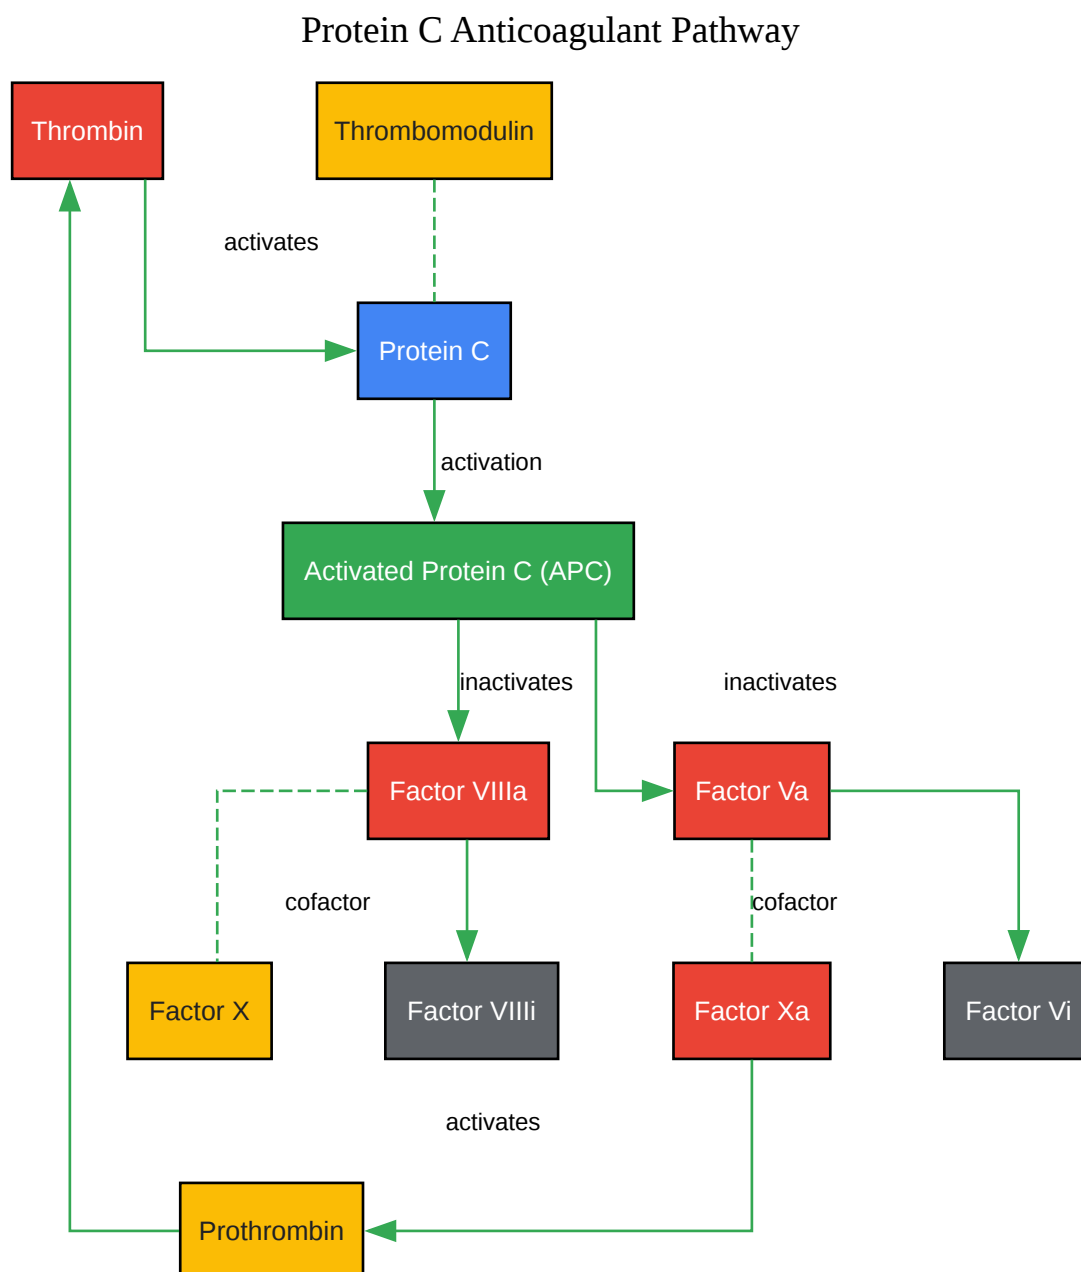 Protein C Anticoagulant Pathway
Thrombin
Thrombomodulin
activates
Protein C
activation
Activated Protein C (APC)
inactivates
inactivates
Factor VIIIa
Factor Va
cofactor
cofactor
Factor X
Factor VIIIi
Factor Xa
Factor Vi
activates
Prothrombin